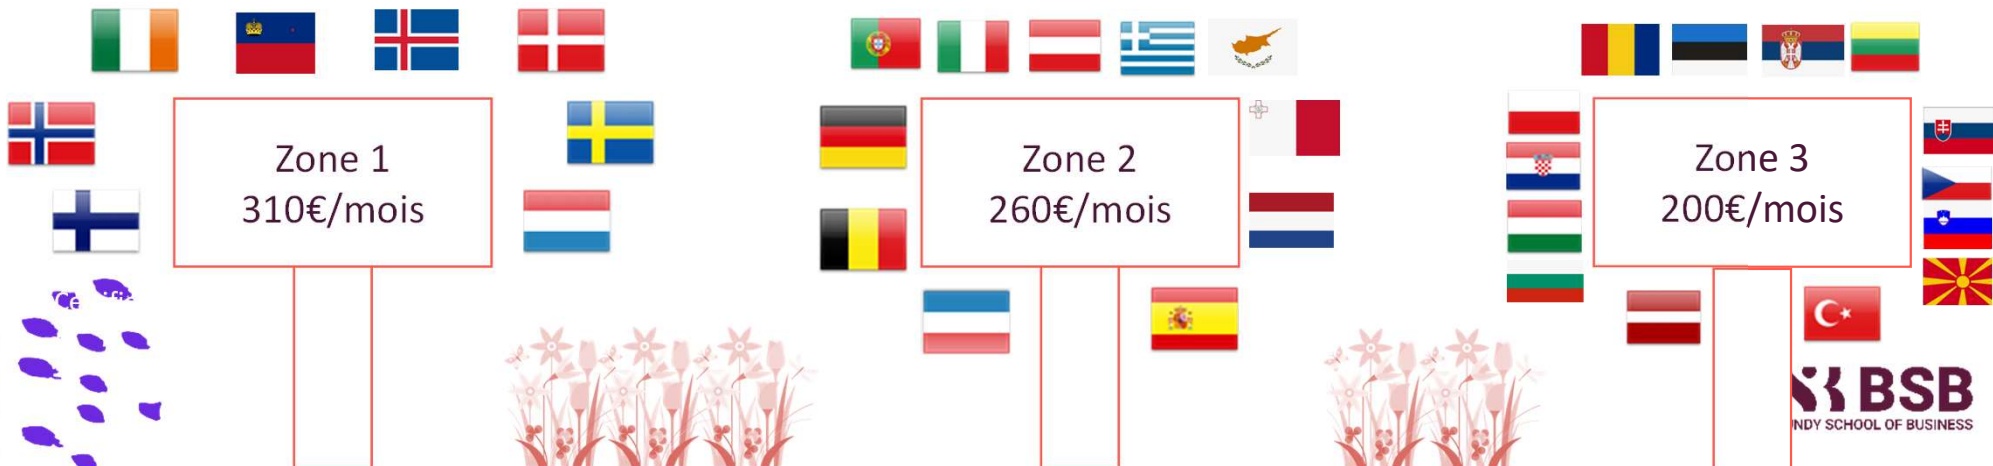 Zone 1
310€/mois
Zone 2
260€/mois
Zone 3
200€/mois
BSB
NDY SCHOOL OF BUSINESS